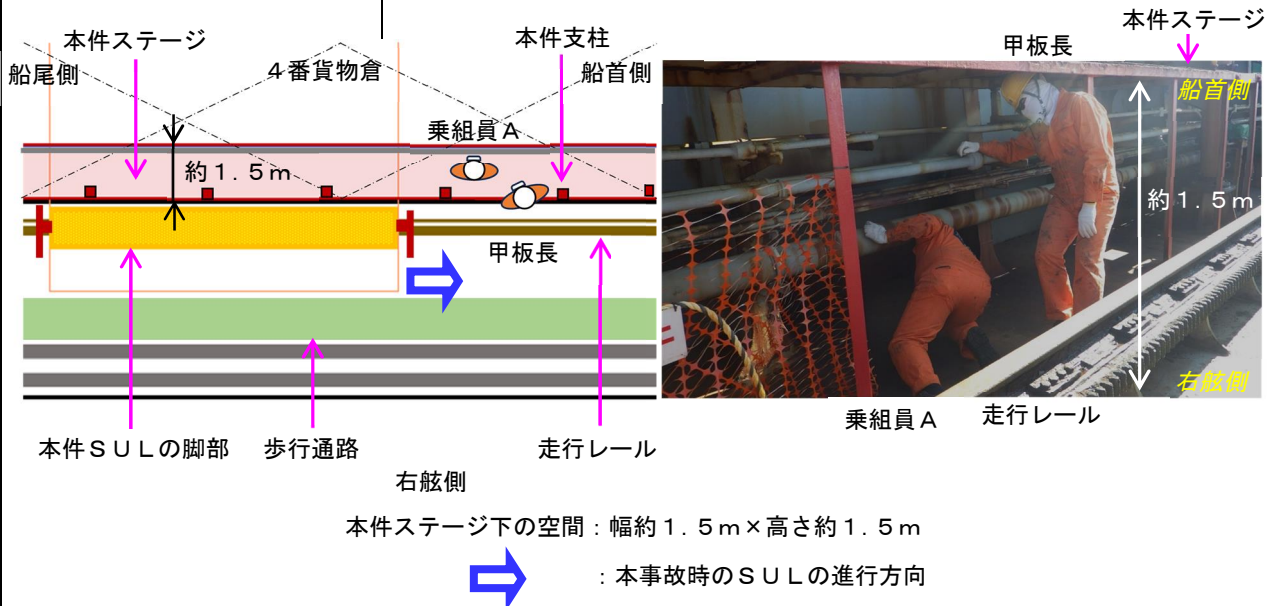 本件ステージ
本件支柱
船尾側
4番貨物倉
船首側
乗組員A
約1.5m
甲板長
本件SULの脚部
歩行通路
走行レール
右舷側
本件ステージ
甲板長
船首側
約1.5m
右舷側
乗組員A
走行レール
本件ステージ下の空間:幅約1.5m×高さ約1.5m
:本事故時のSULの進行方向